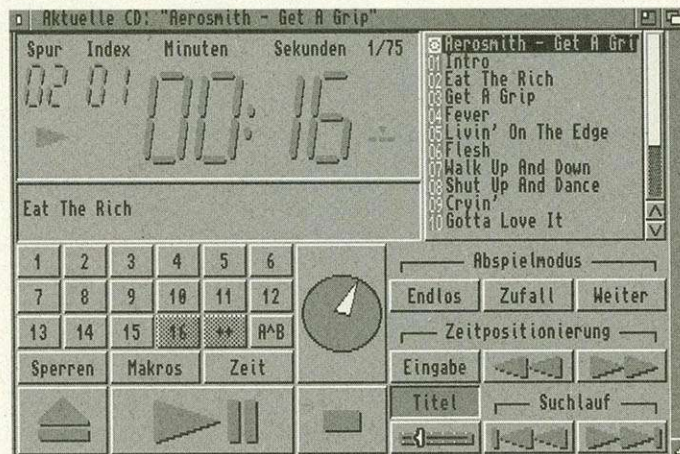 Aktuelle CD: "Aerosmith - Get A Grip"
Spur Index Minuten Sekunden 1/75
02 01 00:16
Eat The Rich
Aerosmith - Get A Gri
01 Intro
02 Eat The Rich
03 Get A Grip
04 Fever
05 Livin' On The Edge
06 Flesh
07 Walk Up And Down
08 Shut Up And Dance
09 Cryin'
10 Gotta Love It
1 2 3 4 5 6
7 8 9 10 11 12
13 14 15 16 ++ A^B
Sperren Makros Zeit
Abspielmodus
Endlos Zufall Weiter
Zeitpositionierung
Eingabe
Titel Suchlauf